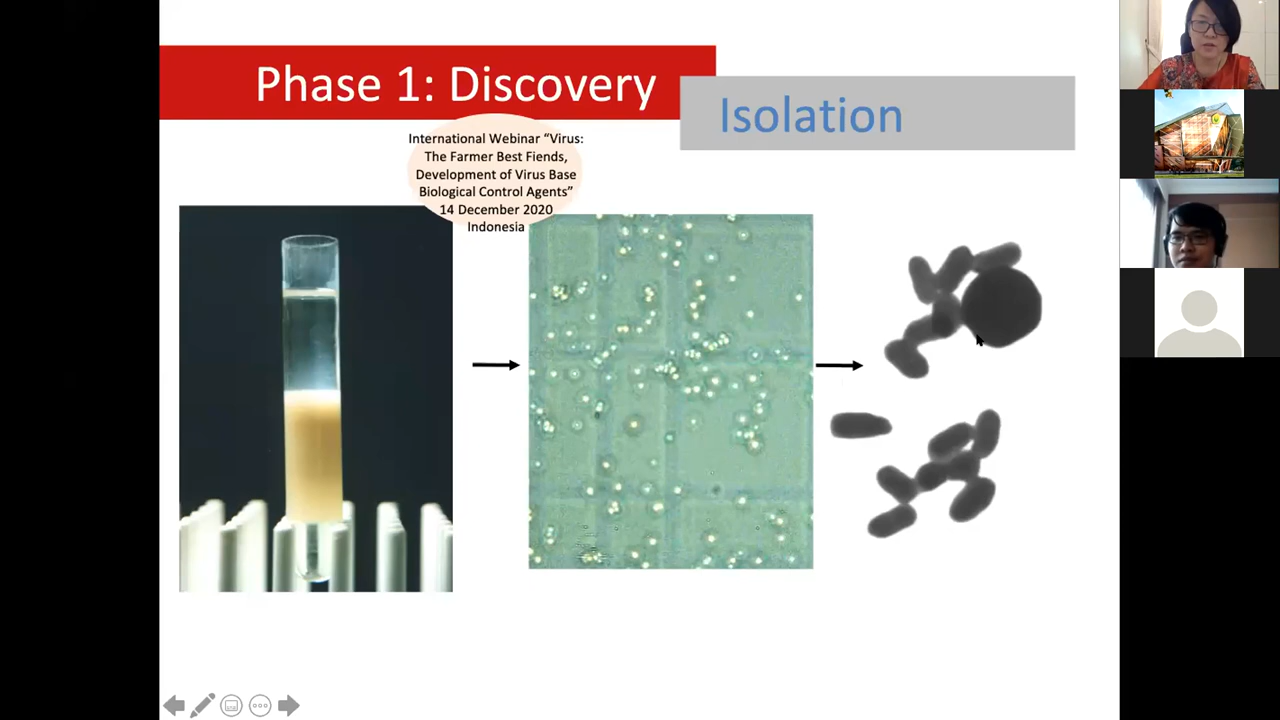 Phase 1: Discovery
Isolation
International Webinar “Virus:
The Farmer Best Fiends,
Development of Virus Base
Biological Control Agents”
14 December 2020
Indonesia